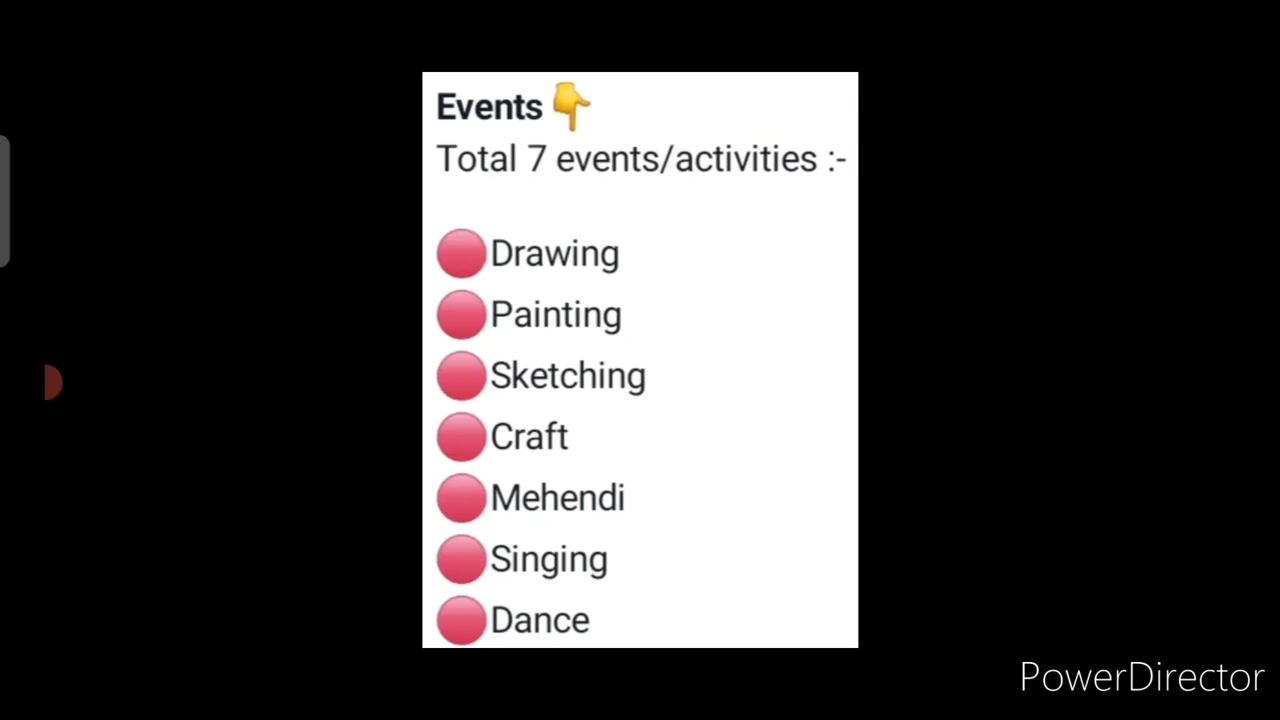 Events👇
Total 7 events/activities :-
🔴Drawing
🔴Painting
🔴Sketching
🔴Craft
🔴Mehendi
🔴Singing
🔴Dance
PowerDirector